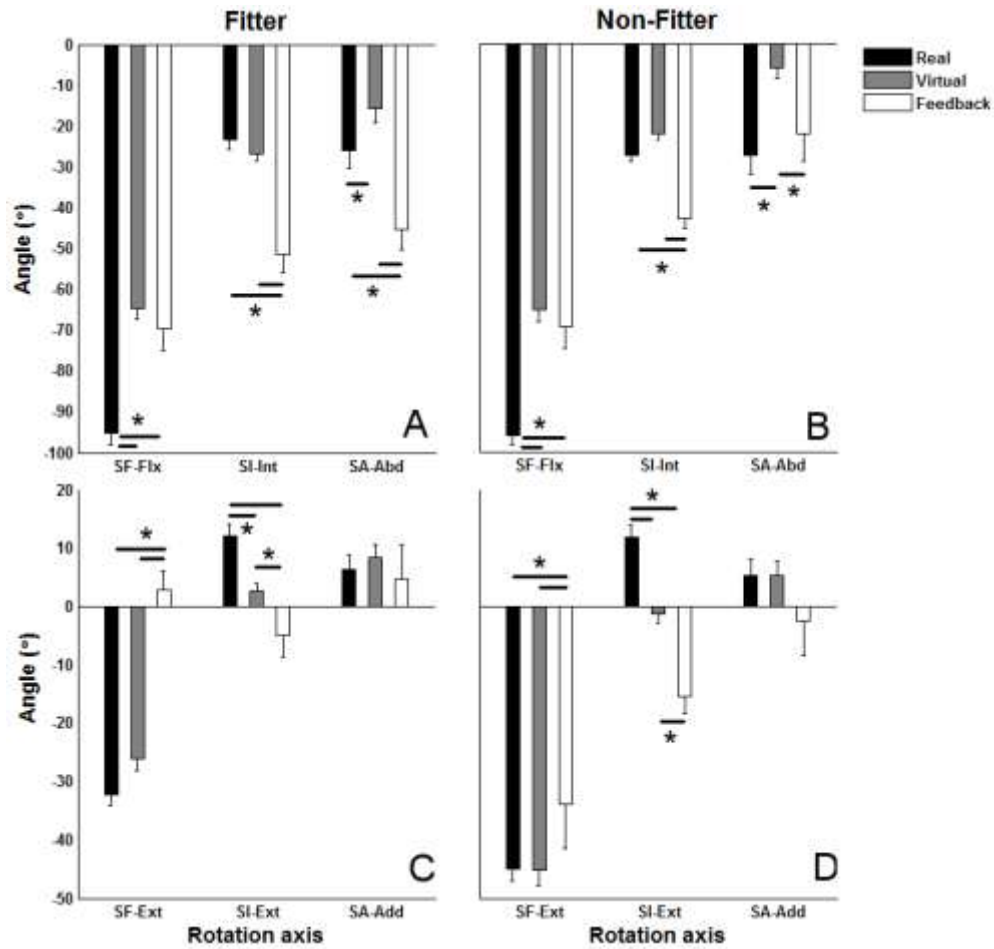 Fitter
Non-Fitter
Real
Virtual
Feedback
Angle (°)
0
-10
-20
-30
-40
-50
-60
-70
-80
-90
-100
*
*
*
*
A
SF-Flx
SI-Int
SA-Abd
*
*
*
*
B
SF-Flx
SI-Int
SA-Abd
Angle (°)
20
10
0
-10
-20
-30
-40
-50
*
*
*
C
SF-Ext
SI-Ext
SA-Add
Rotation axis
*
*
*
D
SF-Ext
SI-Ext
SA-Add
Rotation axis